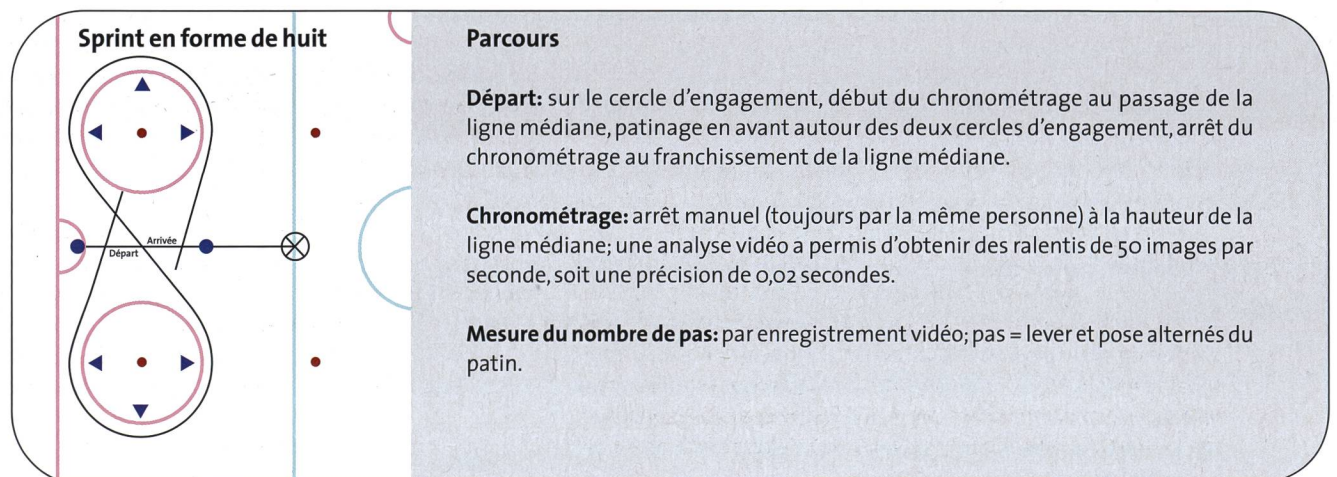 Sprint en forme de huit
Départ
Arrivée
Parcours
Départ: sur le cercle d'engagement, début du chronométrage au passage de la
ligne médiane, patinage en avant autour des deux cercles d'engagement, arrêt du
chronométrage au franchissement de la ligne médiane.
Chronométrage: arrêt manuel (toujours par la même personne) à la hauteur de la
ligne médiane; une analyse vidéo a permis d'obtenir des ralentis de 50 images par
seconde, soit une précision de 0,02 secondes.
Mesure du nombre de pas: par enregistrement vidéo; pas = lever et pose alternés du
patin.